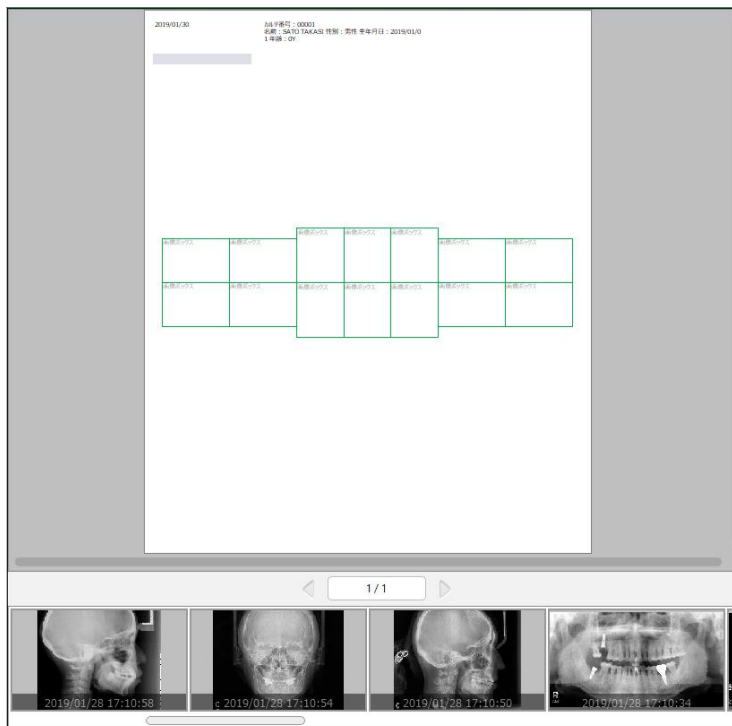 2019/01/30
ｶﾙﾃ番号：00001
名前：SATO TAKASI 性別：男性 生年月日：2019/01/0
1 年齢：0Y
画像ボックス 画像ボックス 画像ボックス 画像ボックス 画像ボックス 画像ボックス 画像ボックス
画像ボックス 画像ボックス 画像ボックス 画像ボックス 画像ボックス 画像ボックス 画像ボックス
1/1
2019/01/28 17:10:58
c 2019/01/28 17:10:54
c 2019/01/28 17:10:50
2019/01/28 17:10:34